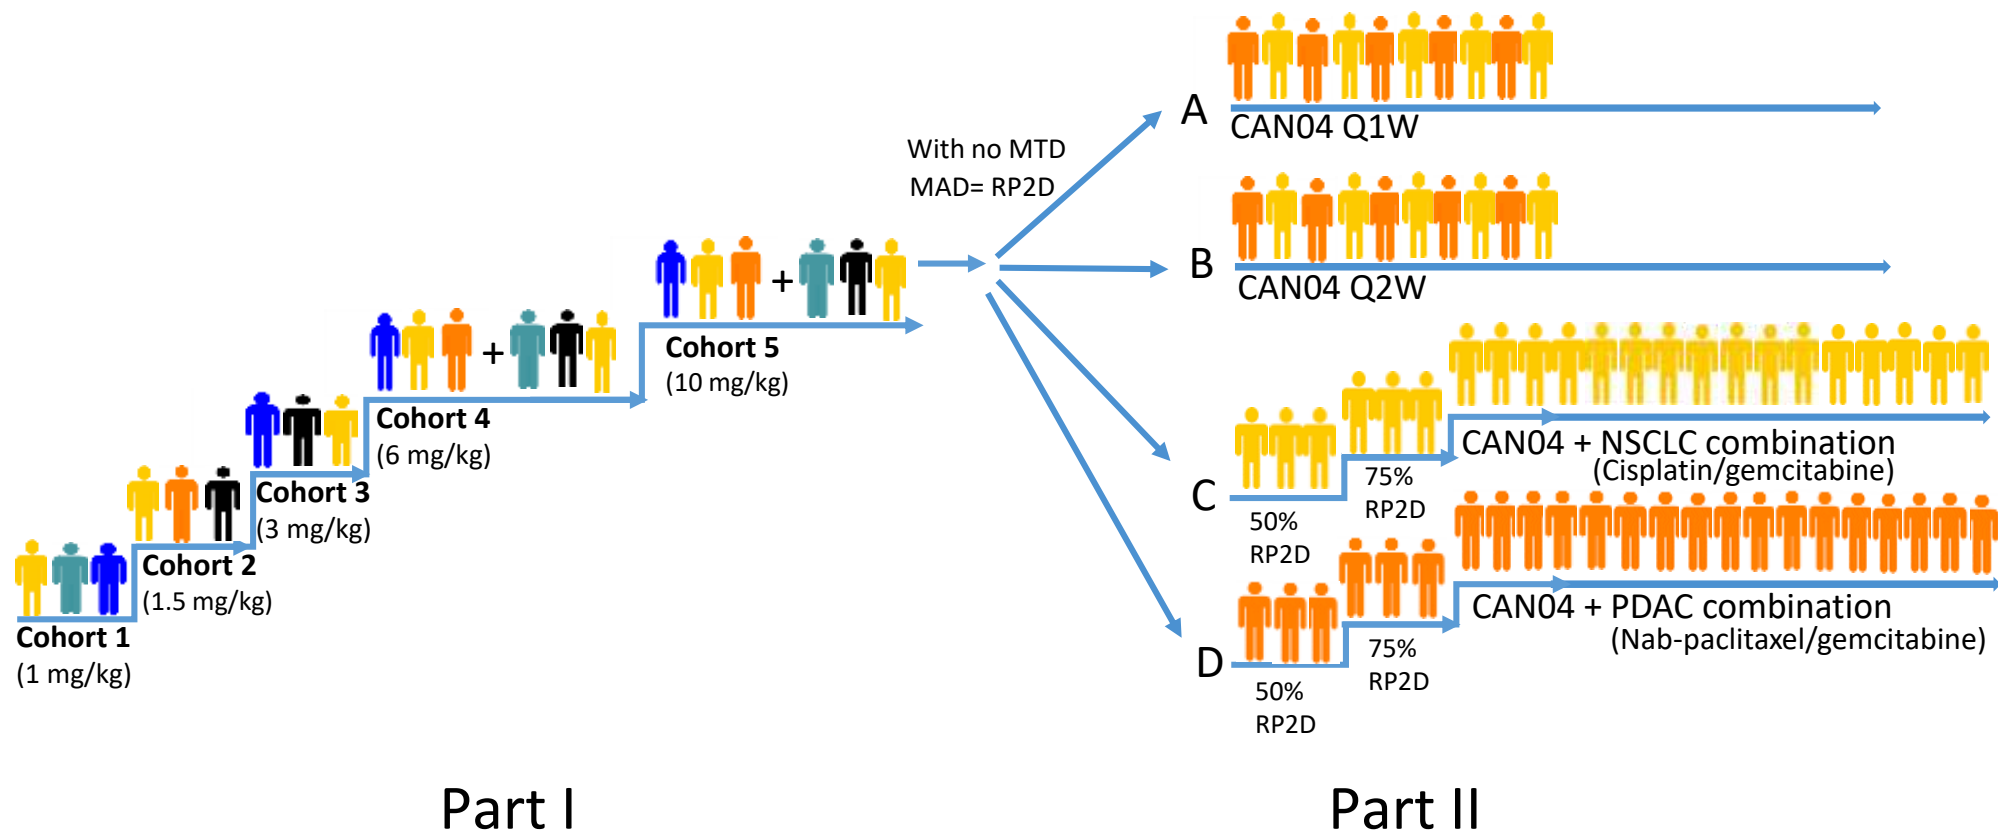 Cohort 1
(1 mg/kg)
Cohort 2
(1.5 mg/kg)
Cohort 3
(3 mg/kg)
+
Cohort 4
(6 mg/kg)
+
Cohort 5
(10 mg/kg)
With no MTD
MAD= RP2D
A
CAN04 Q1W
B
CAN04 Q2W
C
50%
RP2D
75%
RP2D
CAN04 + NSCLC combination
(Cisplatin/gemcitabine)
D
50%
RP2D
75%
RP2D
CAN04 + PDAC combination
(Nab-paclitaxel/gemcitabine)
Part I
Part II